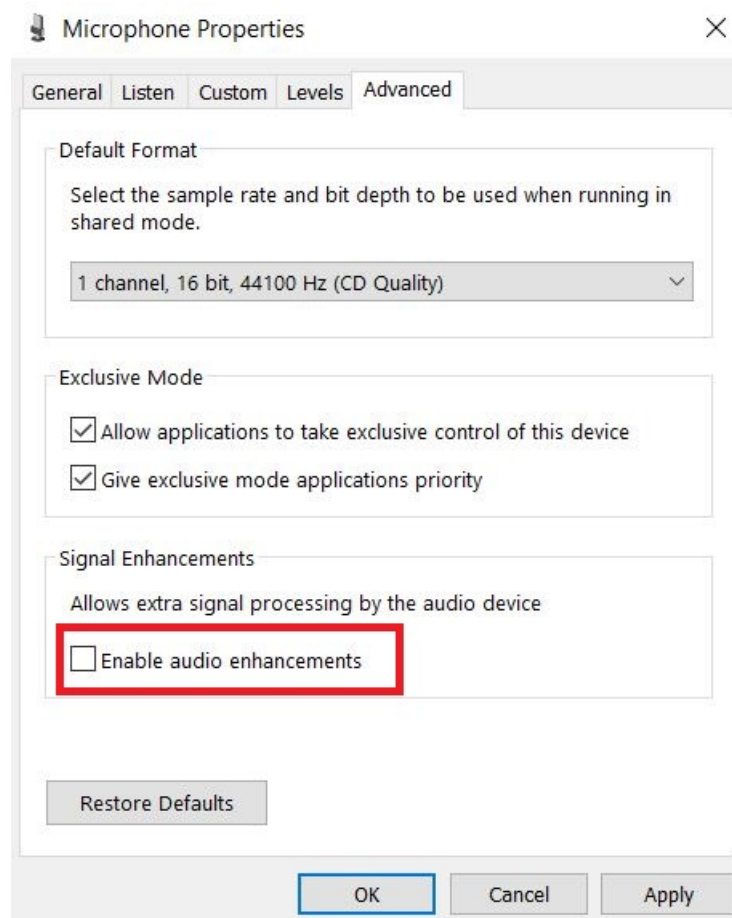 Microphone Properties
General Listen Custom Levels Advanced
Default Format
Select the sample rate and bit depth to be used when running in
shared mode.
1 channel, 16 bit, 44100 Hz (CD Quality)
Exclusive Mode
Allow applications to take exclusive control of this device
Give exclusive mode applications priority
Signal Enhancements
Allows extra signal processing by the audio device
Enable audio enhancements
Restore Defaults
OK Cancel Apply